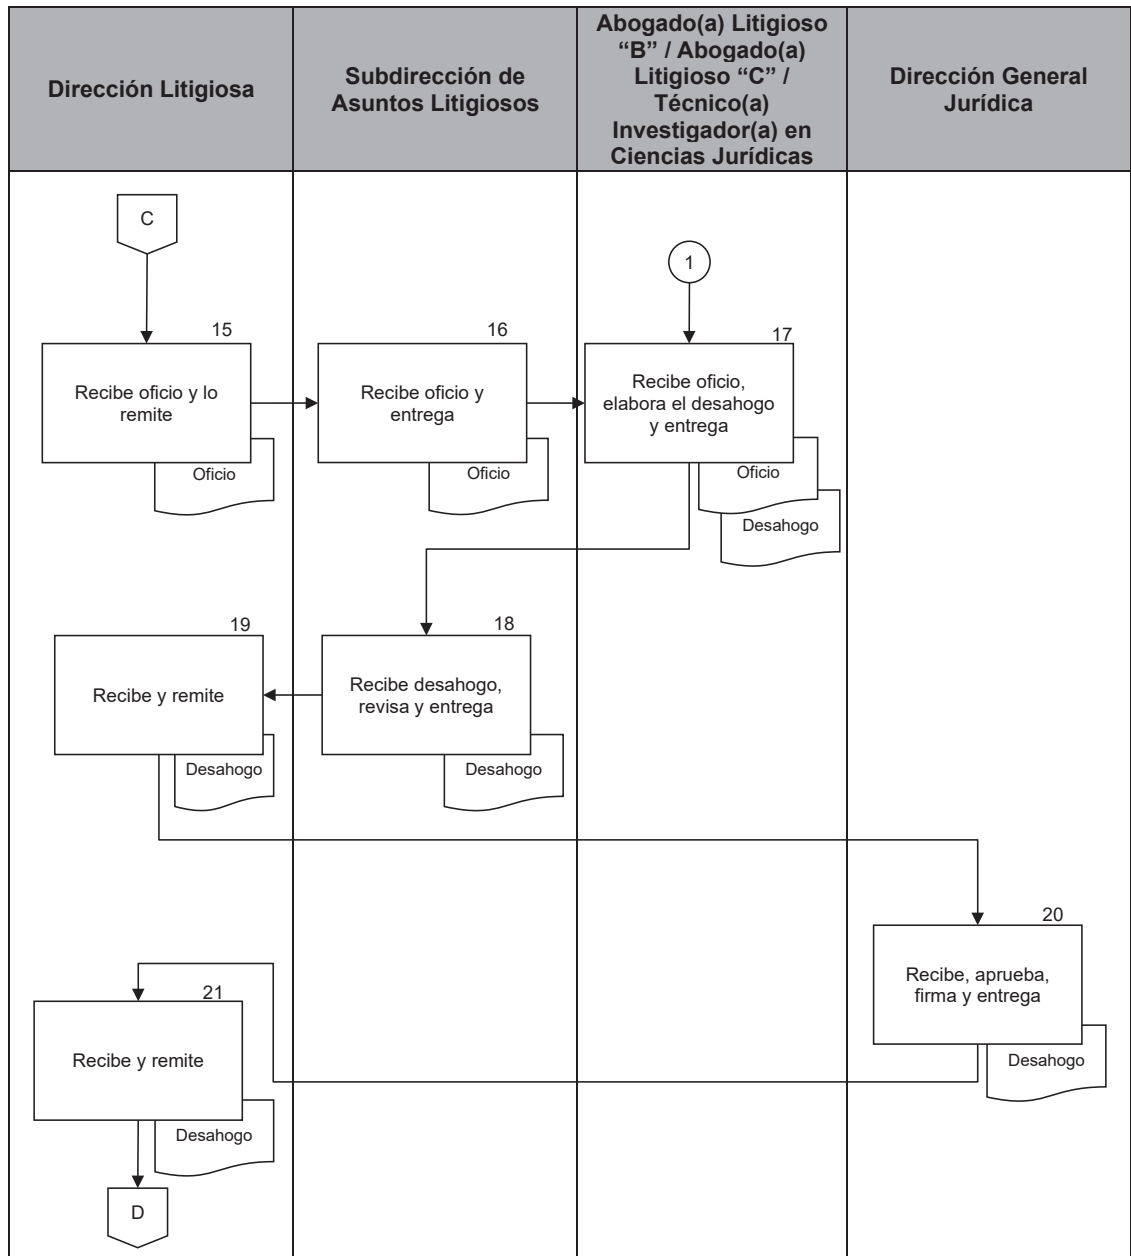 Dirección Litigiosa
Subdirección de
Asuntos Litigiosos
Abogado(a) Litigioso
“B” / Abogado(a)
Litigioso “C” /
Técnico(a)
Investigador(a) en
Ciencias Jurídicas
Dirección General
Jurídica
C
1
15
Recibe oficio y lo
remite
Oficio
16
Recibe oficio y
entrega
Oficio
17
Recibe oficio,
elabora el desahogo
y entrega
Oficio
Desahogo
18
Recibe desahogo,
revisa y entrega
Desahogo
19
Recibe y remite
Desahogo
20
Recibe, aprueba,
firma y entrega
Desahogo
21
Recibe y remite
Desahogo
D